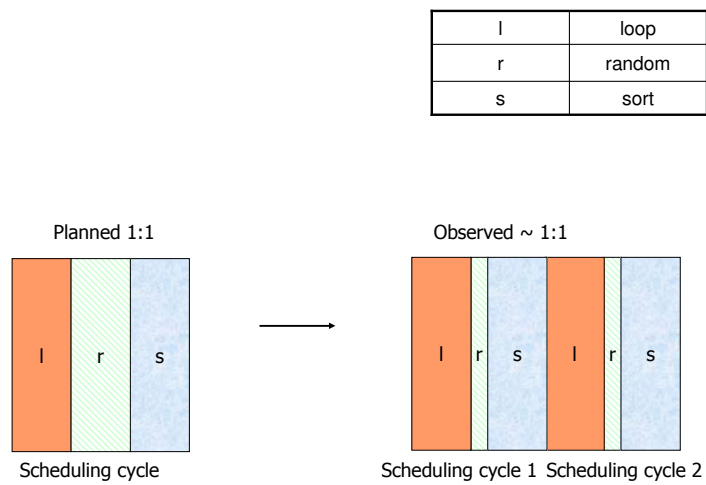 l loop
r random
s sort
Planned 1:1 Observed ~ 1:1
l r s l r s l r s
Scheduling cycle Scheduling cycle 1 Scheduling cycle 2